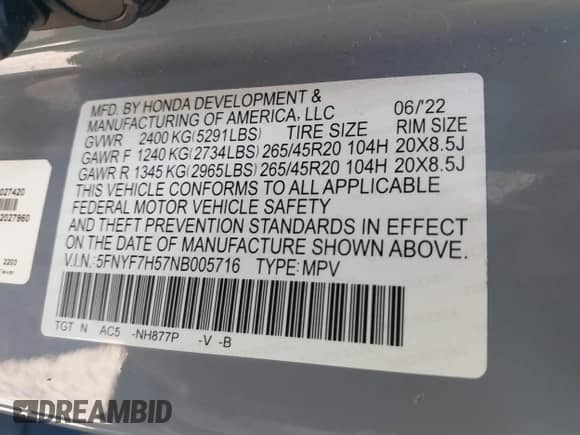 MFD. BY HONDA DEVELOPMENT &
MANUFACTURING OF AMERICA, LLC 06/'22
GVWR 2400 KG(5291LBS) TIRE SIZE RIM SIZE
GAWR F 1240 KG(2734LBS) 265/45R20 104H 20X8.5J
GAWR R 1345 KG(2965LBS) 265/45R20 104H 20X8.5J
THIS VEHICLE CONFORMS TO ALL APPLICABLE
FEDERAL MOTOR VEHICLE SAFETY
AND THEFT PREVENTION STANDARDS IN EFFECT
ON THE DATE OF MANUFACTURE SHOWN ABOVE.
V.I.N.:5FNYF7H57NB005716 TYPE:MPV
TGT N AC5 -NH877P -V -B
027420
2027960
2203
DREAMBID